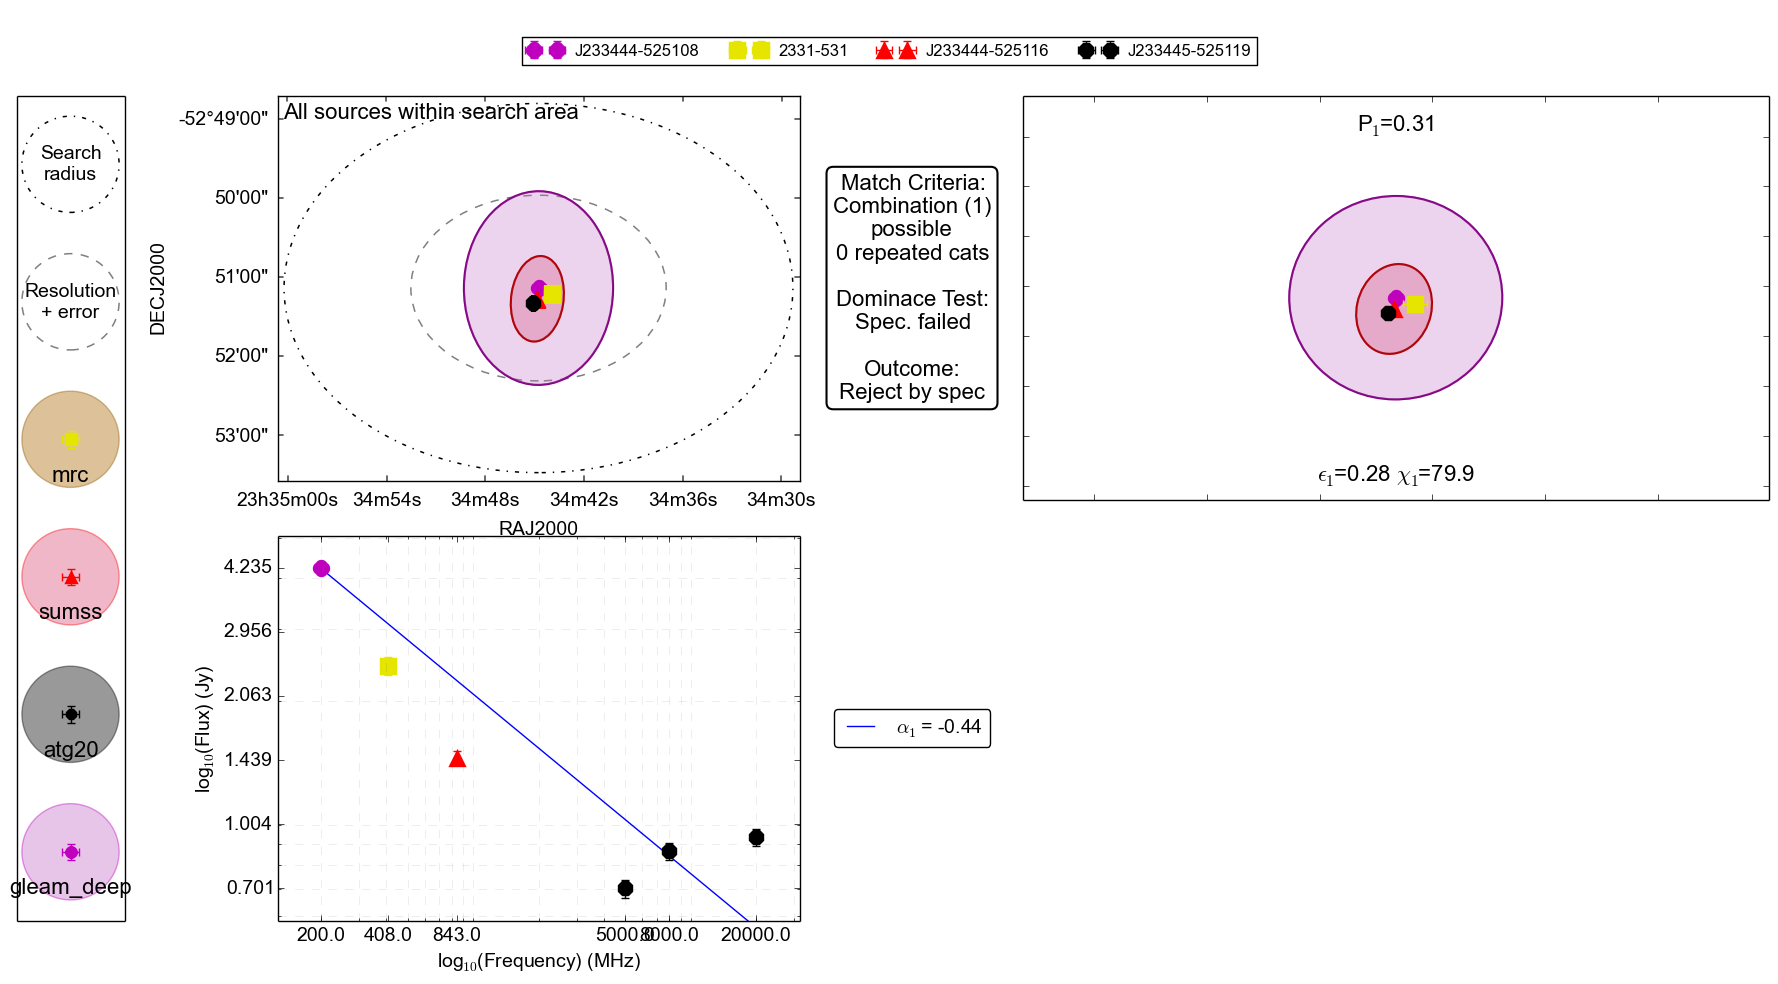 J233444-525108
2331-531
J233444-525116
J233445-525119
Search
radius
Resolution
+ error
mrc
sumss
atg20
gleam_deep
All sources within search area
DECJ2000
-52°49'00"
50'00"
51'00"
52'00"
53'00"
23h35m00s
34m54s
34m48s
34m42s
34m36s
34m30s
RAJ2000
Match Criteria:
Combination (1)
possible
0 repeated cats
Dominace Test:
Spec. failed
Outcome:
Reject by spec
P₁=0.31
ϵ₁=0.28 χ₁=79.9
log₁₀(Flux) (Jy)
4.235
2.956
2.063
1.439
1.004
0.701
200.0
408.0
843.0
5000.0
8000.0
20000.0
log₁₀(Frequency) (MHz)
α₁ = -0.44